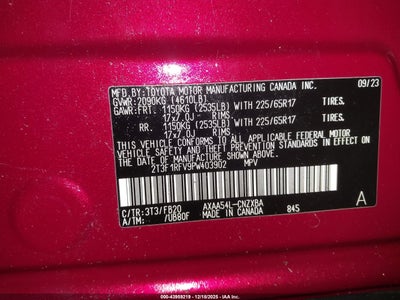 MFD.BY:TOYOTA MOTOR MANUFACTURING CANADA INC. 09/23
GVWR: 2090KG (4610LB)
GAWR:FRT: 1150KG (2535LB) WITH 225/65R17 TIRES.
17x7.0J - RIMS
RR: 1150KG (2535LB) WITH 225/65R17 TIRES.
17x7.0J - RIMS
THIS VEHICLE CONFORMS TO ALL APPLICABLE FEDERAL MOTOR
VEHICLE SAFETY AND BUMPER STANDARDS IN EFFECT ON
THE DATE OF MANUFACTURE SHOWN ABOVE.
2T3F1RFV9PW403902 MPV
C/TR:3T3/FB20 AXAA54L-CNZXBA A
A/TM: /UB80F MADE IN CANADA 845
000-43959219 - 12/18/2025 - IAA, INC.